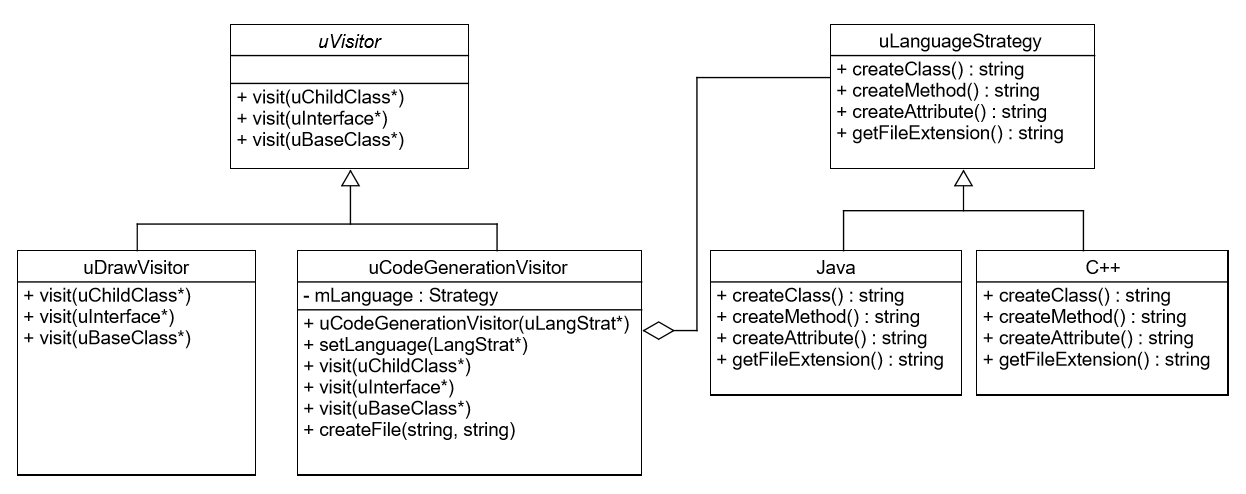 uVisitor
+ visit(uChildClass*)
+ visit(uInterface*)
+ visit(uBaseClass*)
uLanguageStrategy
+ createClass() : string
+ createMethod() : string
+ createAttribute() : string
+ getFileExtension() : string
uDrawVisitor
+ visit(uChildClass*)
+ visit(uInterface*)
+ visit(uBaseClass*)
uCodeGenerationVisitor
- mLanguage : Strategy
+ uCodeGenerationVisitor(uLangStrat*)
+ setLanguage(LangStrat*)
+ visit(uChildClass*)
+ visit(uInterface*)
+ visit(uBaseClass*)
+ createFile(string, string)
Java
+ createClass() : string
+ createMethod() : string
+ createAttribute() : string
+ getFileExtension() : string
C++
+ createClass() : string
+ createMethod() : string
+ createAttribute() : string
+ getFileExtension() : string